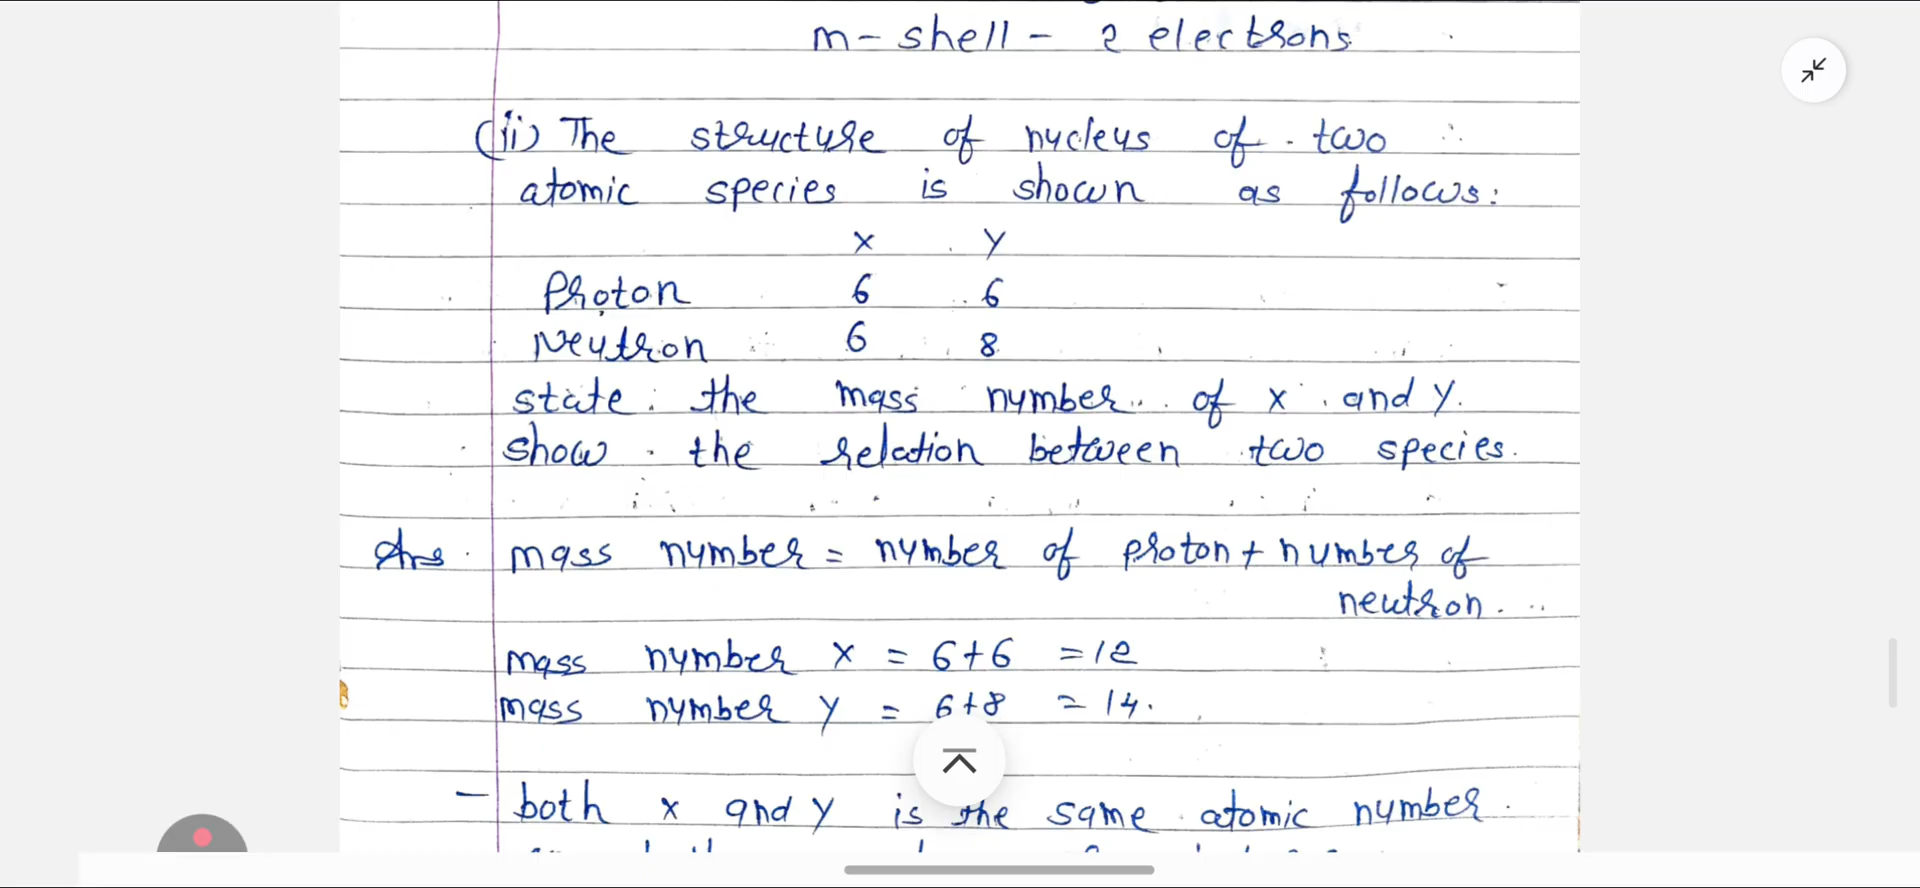 m - shell - 2 electrons.
(ii) The structure of nucleus of two
atomic species is shown as follows:
x y
Proton 6 6
Neutron 6 8
state the mass number of x and y.
show the relation between two species.
Ans. mass number = number of proton + number of
neutron.
mass number x = 6+6 = 12
mass number y = 6+8 = 14.
- both x and y is the same atomic number